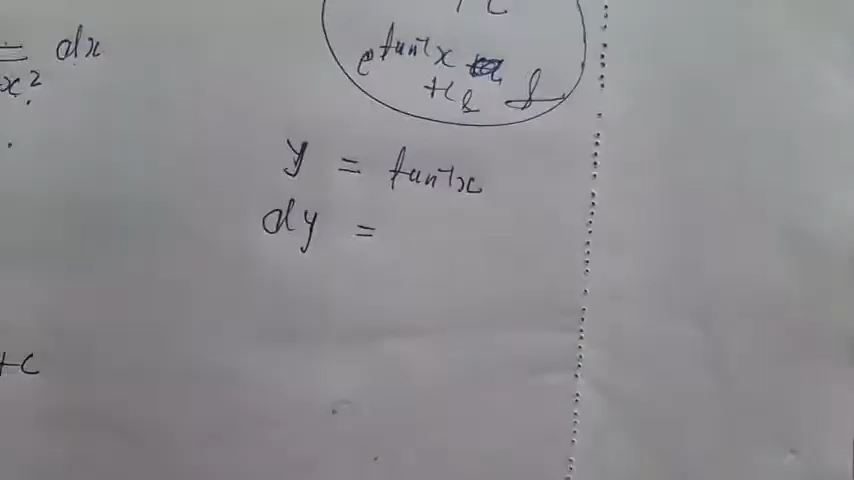 + c
dx
x²
e^tan⁻¹x
+c
y = tan⁻¹x
dy =
+c